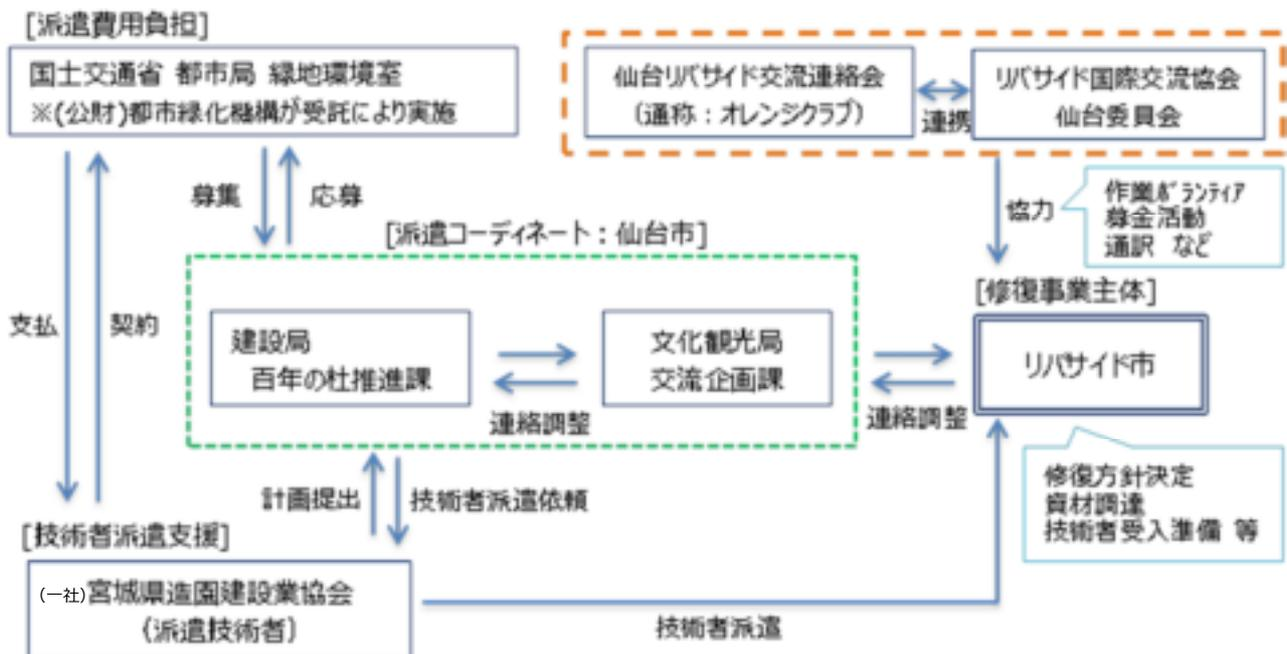 [派遣費用負担]
国土交通省 都市局 緑地環境室
※(公財)都市緑化機構が受託により実施
仙台リバサイド交流連絡会
(通称：オレンジクラブ)
連携
リバサイド国際交流協会
仙台委員会
募集
応募
協力
作業ボランティア
募金活動
通訳 など
[派遣コーディネート：仙台市]
[修復事業主体]
支払
契約
建設局
百年の杜推進課
文化観光局
交流企画課
リバサイド市
連絡調整
連絡調整
計画提出
技術者派遣依頼
修復方針決定
資材調達
技術者受入準備 等
[技術者派遣支援]
(一社)宮城県造園建設業協会
(派遣技術者)
技術者派遣